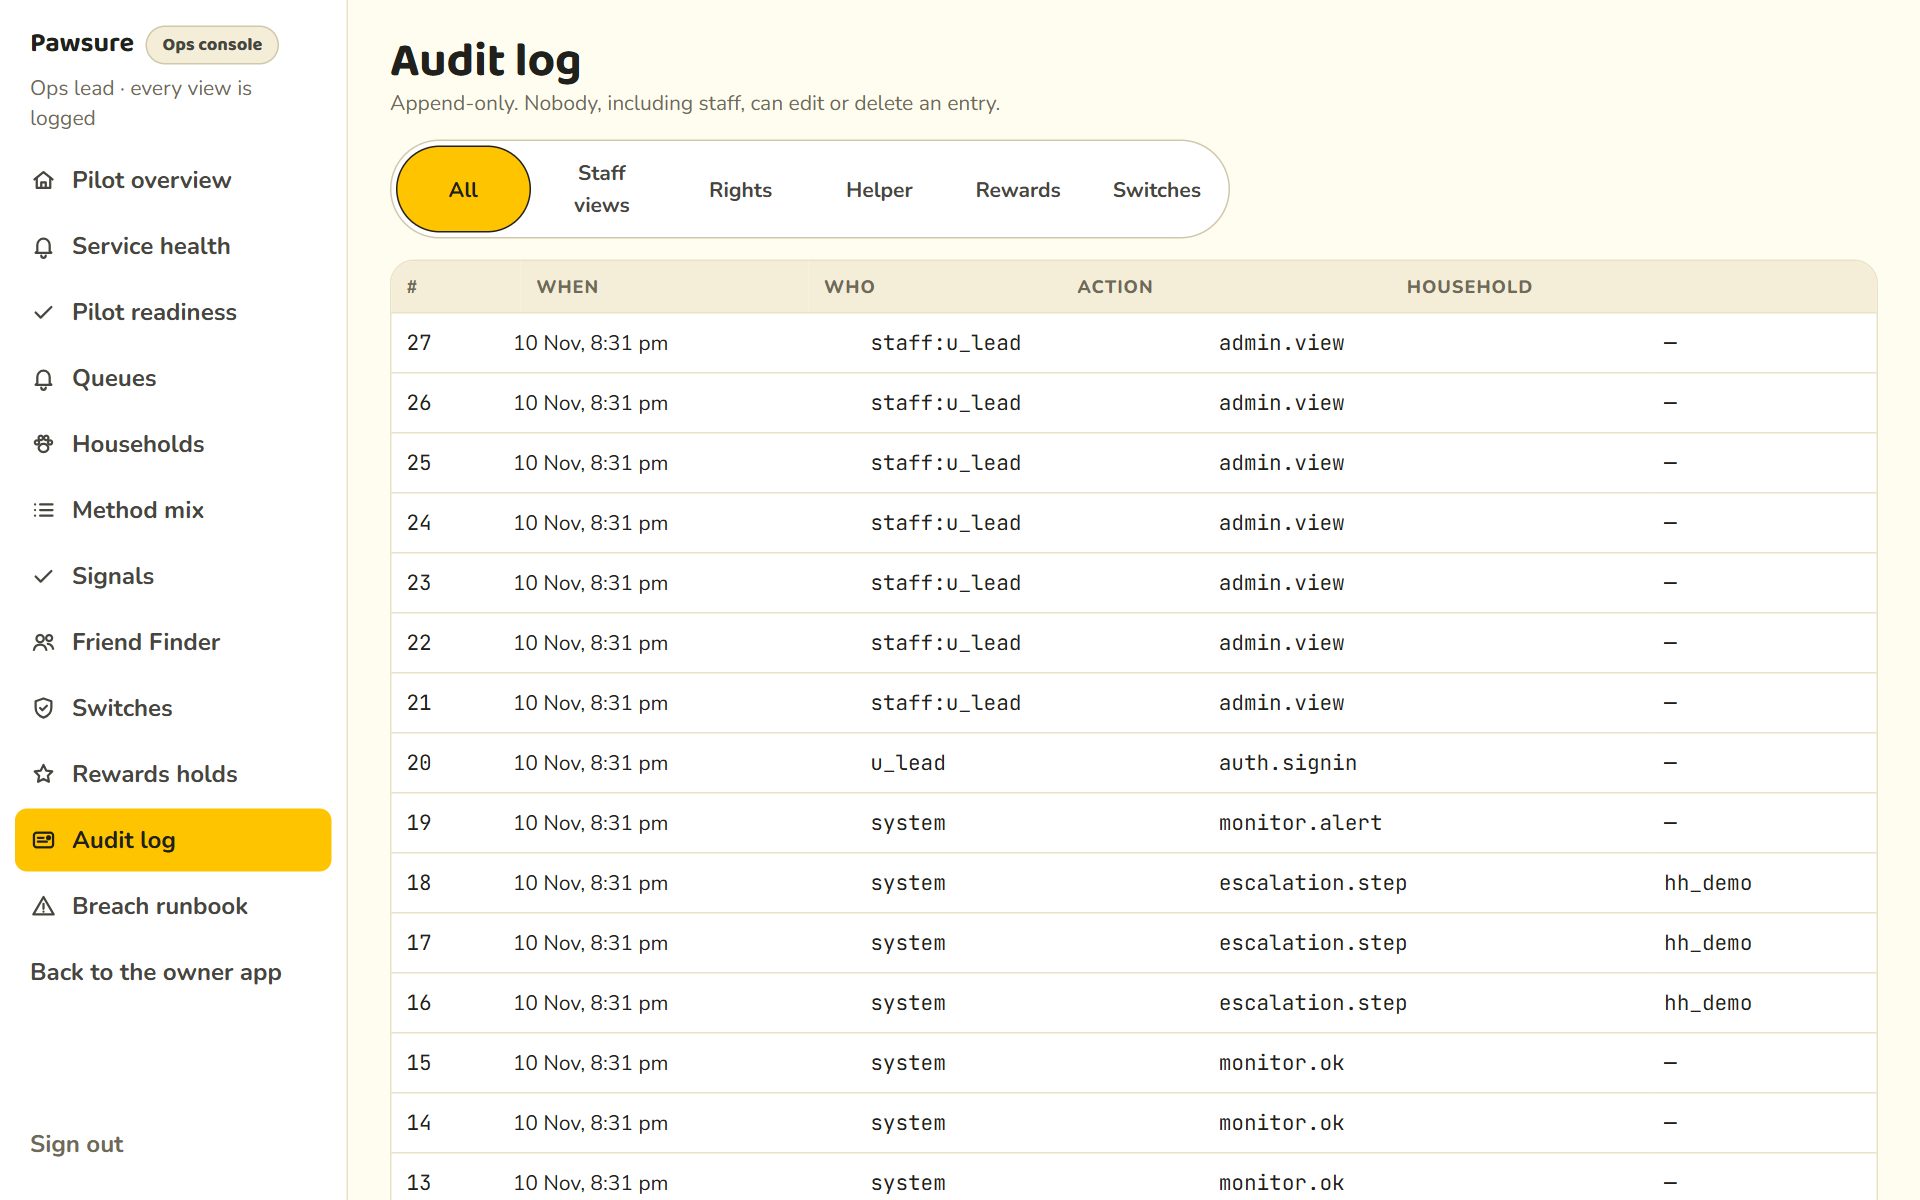 Pawsure Ops console
Ops lead · every view is
logged
Pilot overview
Service health
Pilot readiness
Queues
Households
Method mix
Signals
Friend Finder
Switches
Rewards holds
Audit log
Breach runbook
Back to the owner app
Sign out
Audit log
Append-only. Nobody, including staff, can edit or delete an entry.
All Staff views Rights Helper Rewards Switches
# WHEN WHO ACTION HOUSEHOLD
27 10 Nov, 8:31 pm staff:u_lead admin.view –
26 10 Nov, 8:31 pm staff:u_lead admin.view –
25 10 Nov, 8:31 pm staff:u_lead admin.view –
24 10 Nov, 8:31 pm staff:u_lead admin.view –
23 10 Nov, 8:31 pm staff:u_lead admin.view –
22 10 Nov, 8:31 pm staff:u_lead admin.view –
21 10 Nov, 8:31 pm staff:u_lead admin.view –
20 10 Nov, 8:31 pm u_lead auth.signin –
19 10 Nov, 8:31 pm system monitor.alert –
18 10 Nov, 8:31 pm system escalation.step hh_demo
17 10 Nov, 8:31 pm system escalation.step hh_demo
16 10 Nov, 8:31 pm system escalation.step hh_demo
15 10 Nov, 8:31 pm system monitor.ok –
14 10 Nov, 8:31 pm system monitor.ok –
13 10 Nov, 8:31 pm system monitor.ok –